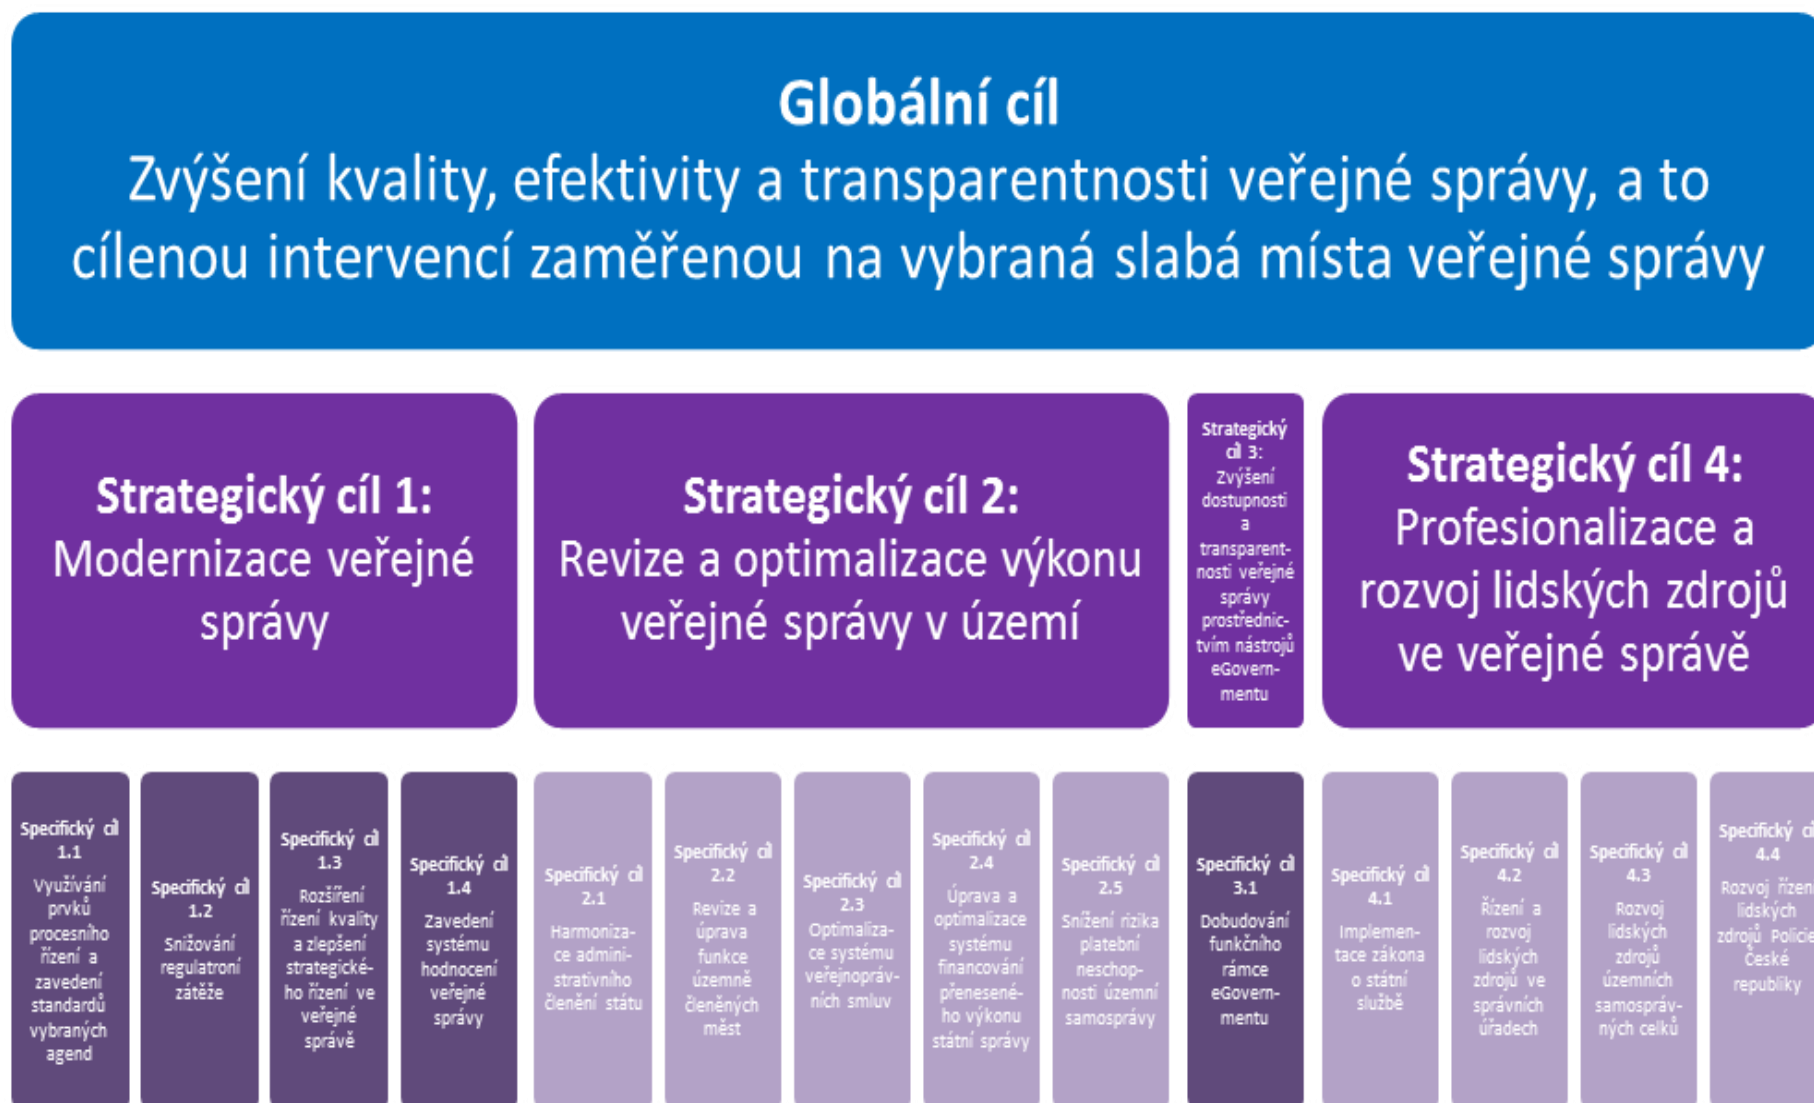 Globální cíl
Zvýšení kvality, efektivity a transparentnosti veřejné správy, a to
cílenou intervencí zaměřenou na vybraná slabá místa veřejné správy
Strategický cíl 1:
Modernizace veřejné
správy
Strategický cíl 2:
Revize a optimalizace výkonu
veřejné správy v území
Strategický
cíl 3:
Zvýšení
dostupnosti
a
transparent-
nosti veřejné
správy
prostřednic-
tvím nástrojů
eGovern-
mentu
Strategický cíl 4:
Profesionalizace a
rozvoj lidských zdrojů
ve veřejné správě
Specifický cíl
1.1
Využívání
prvků
procesního
řízení a
zavedení
standardů
vybraných
agend
Specifický cíl
1.2
Snižování
regulatroní
zátěže
Specifický cíl
1.3
Rozšíření
řízení kvality
a zlepšení
strategické-
ho řízení ve
veřejné
správě
Specifický cíl
1.4
Zavedení
systému
hodnocení
veřejné
správy
Specifický cíl
2.1
Harmoniza-
ce admini-
strativního
členění státu
Specifický cíl
2.2
Revize a
úprava
funkce
územně
členěných
měst
Specifický cíl
2.3
Optimaliza-
ce systému
veřejnopráv-
ních smluv
Specifický cíl
2.4
Úprava a
optimalizace
systému
financování
přenesené-
ho výkonu
státní správy
Specifický cíl
2.5
Snížení rizika
platební
neschop-
nosti územní
samosprávy
Specifický cíl
3.1
Dobudování
funkčního
rámce
eGovern-
mentu
Specifický cíl
4.1
Implemen-
tace zákona
o státní
službě
Specifický cíl
4.2
Řízení a
rozvoj
lidských
zdrojů ve
správních
úřadech
Specifický cíl
4.3
Rozvoj
lidských
zdrojů
územních
samospráv-
ných celků
Specifický cíl
4.4
Rozvoj řízení
lidských
zdrojů Policie
České
republiky